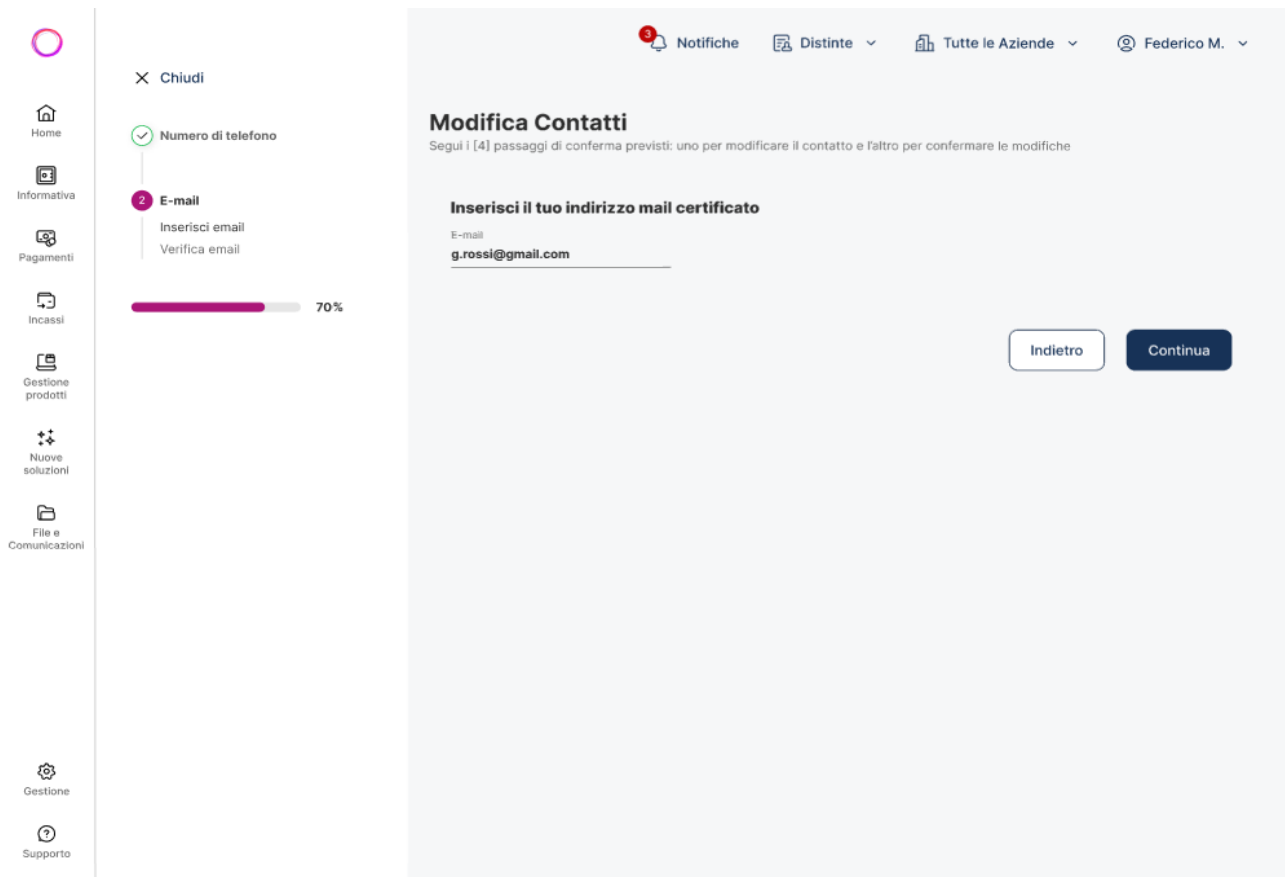 3
Notifiche
Distinte
Tutte le Aziende
Federico M.
Home
Informativa
Pagamenti
Incassi
Gestione
prodotti
Nuove
soluzioni
File e
Comunicazioni
Gestione
Supporto
Chiudi
Numero di telefono
2
E-mail
Inserisci email
Verifica email
70%
Modifica Contatti
Segui i [4] passaggi di conferma previsti: uno per modificare il contatto e l'altro per confermare le modifiche
Inserisci il tuo indirizzo mail certificato
E-mail
g.rossi@gmail.com
Indietro
Continua